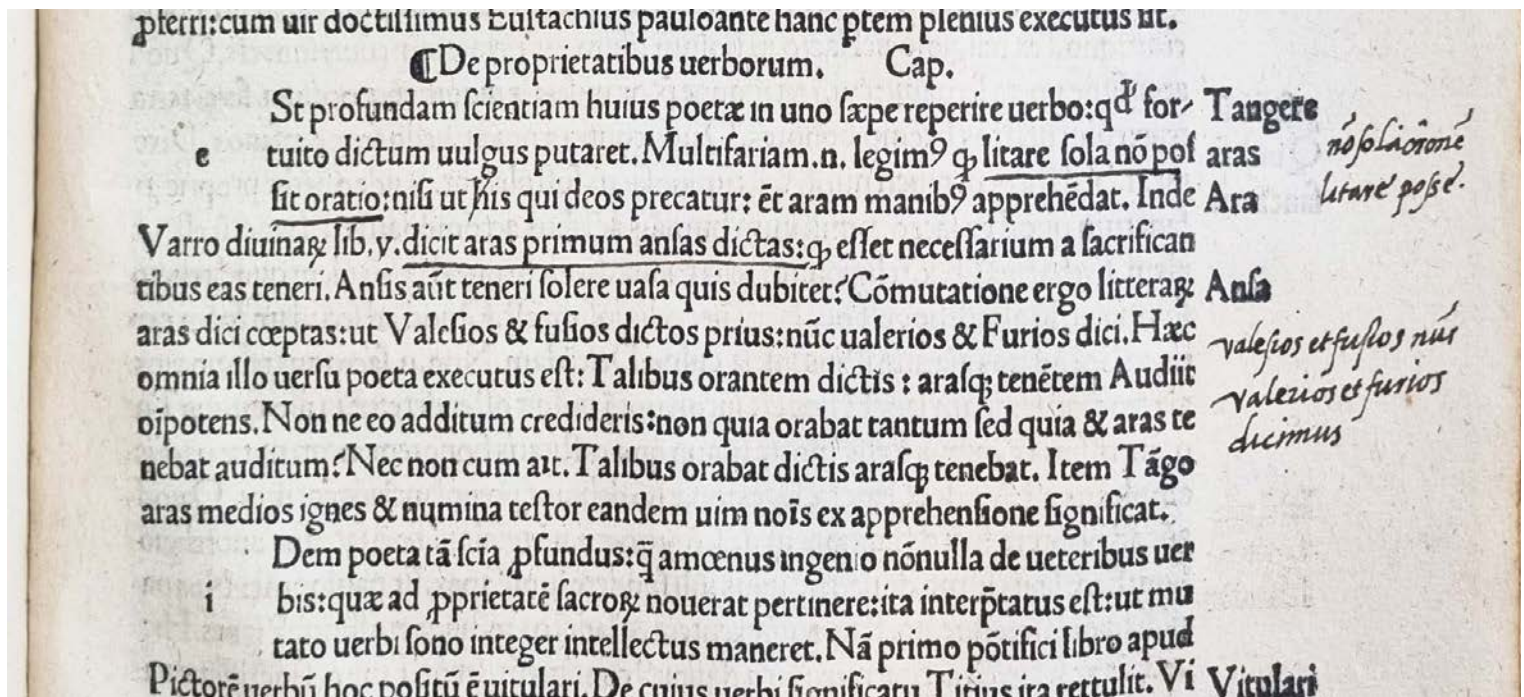 ꝓferri:cum uir doctissimus Eustachius pauloante hanc ꝑtem plenius executus sit.
⸿De proprietatibus uerborum. Cap.
St profundam scientiam huius poetæ in uno sæpe reperire uerbo:qđ for- Tangere
e tuito dictum uulgus putaret. Multifariam.n. legimꝰ ꝙ litare sola nō pos aras
sit oratio:nisi ut his qui deos precatur: ēt aram manibꝰ apprehēdat. Inde Ara
nō solū orōnē
litare posse.
Varro diuinaꝝ lib.y.dicit aras primum ansas dictas:ꝙ esset necessarium a sacrifican
tibus eas teneri. Ansis aūt teneri solere uasa quis dubitet? Cōmutatione ergo litteraꝝ Ansa
aras dici cœptas:ut Valesios & fusios dictos prius:nūc ualerios & Furios dici. Hæc
omnia illo uersu poeta executus est: Talibus orantem dictis : arasqꝫ tenētem Audiit
oīpotens. Non ne eo additum credideris:non quia orabat tantum sed quia & aras te
valesios et fusios nūc
valerios et furios
dicimus
nebat auditum? Nec non cum ait. Talibus orabat dictis arasqꝫ tenebat. Item Tāgo
aras medios ignes & numina testor eandem uim noīs ex apprehensione significat.
Dem poeta tā scīa ꝓfundus:q̄ amœnus ingenio nōnulla de ueteribus uer
i bis:quæ ad ꝓprietatē sacroꝝ nouerat pertinere:ita interp̄tatus est:ut mu
tato uerbi sono integer intellectus maneret. Nā primo pōtifici libro apud
Pictorē uerbū hoc positū ē uitulari. De cuius uerbi significatu Titius ita rettulit. Vi Vitulari